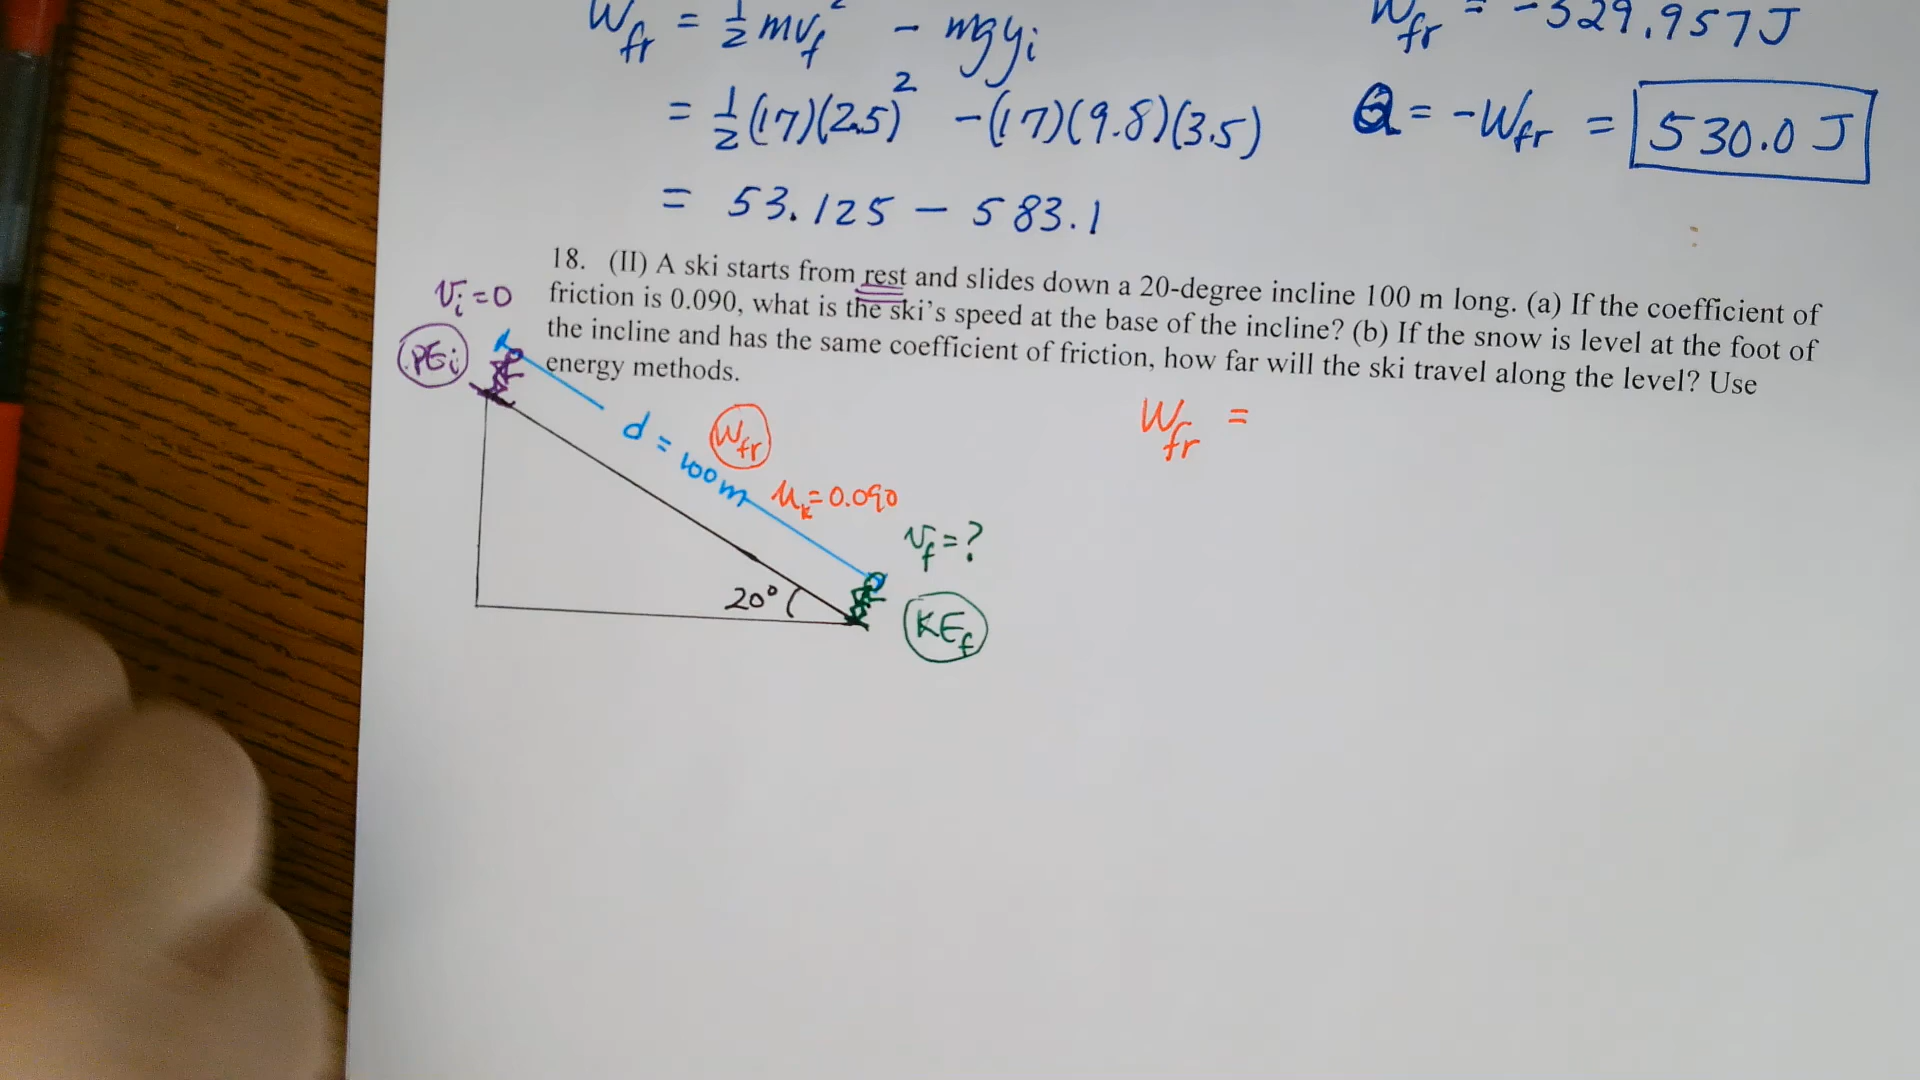 W_fr = ½ mv_f² - mgy_i
= ½(17)(2.5)² - (17)(9.8)(3.5)
= 53.125 - 583.1
W_fr = -529.957 J
Q = -W_fr = 530.0 J
18. (II) A ski starts from rest and slides down a 20-degree incline 100 m long. (a) If the coefficient of
friction is 0.090, what is the ski's speed at the base of the incline? (b) If the snow is level at the foot of
the incline and has the same coefficient of friction, how far will the ski travel along the level? Use
energy methods.
v_i = 0
PE_i
d = 100m
W_fr
μ_k = 0.090
v_f = ?
KE_f
20°
W_fr =